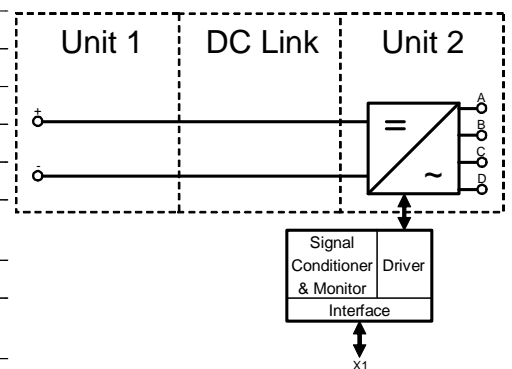 Unit 1 DC Link Unit 2
+
-
=
~
A
B
C
D
Signal
Conditioner
& Monitor
Driver
Interface
X1